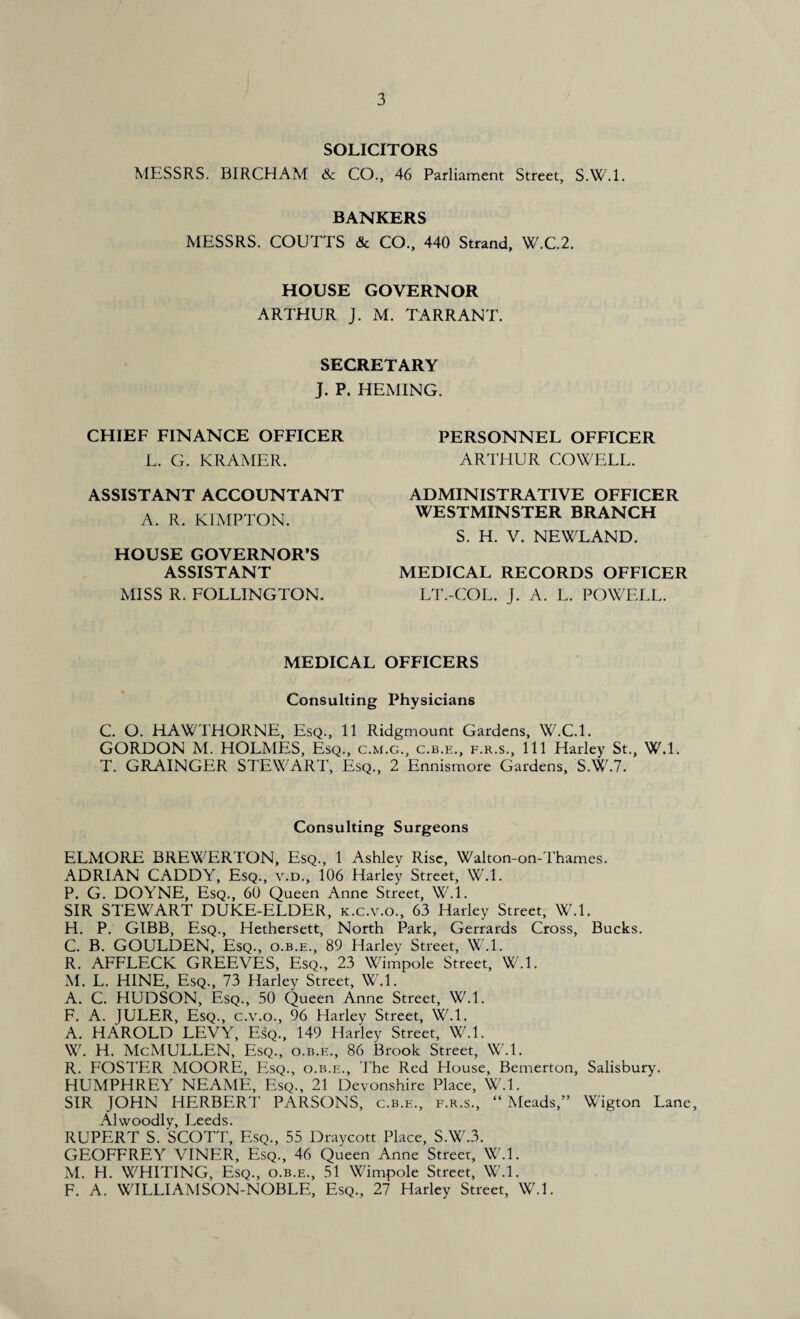 3
SOLICITORS
MESSRS. BIRCHAM & CO., 46 Parliament Street, S.W.1.
BANKERS
MESSRS. COUTTS & CO., 440 Strand, W.C.2.
HOUSE GOVERNOR
ARTHUR J. M. TARRANT.
SECRETARY
J. P. HEMING.
CHIEF FINANCE OFFICER
L. G. KRAMER.
ASSISTANT ACCOUNTANT
A. R. KIMPTON.
HOUSE GOVERNOR'S
ASSISTANT
MISS R. FOLLINGTON.
PERSONNEL OFFICER
ARTHUR COWELL.
ADMINISTRATIVE OFFICER
WESTMINSTER BRANCH
S. H. V. NEWLAND.
MEDICAL RECORDS OFFICER
LT.-COL. J. A. L. POWELL.
MEDICAL OFFICERS
Consulting Physicians
C. O. HAWTHORNE, Esq., 11 Ridgmount Gardens, W.C.1.
GORDON M. HOLMES, Esq., C.M.G., C.B.E., F.R.S., 111 Harley St., W.1.
T. GRAINGER STEWART, Esq., 2 Ennismore Gardens, S.W.7.
Consulting Surgeons
ELMORE BREWERTON, Esq., 1 Ashley Rise, Walton-on-Thames.
ADRIAN CADDY, Esq., V.D., 106 Harley Street, W.1.
P. G. DOYNE, Esq., 60 Queen Anne Street, W.1.
SIR STEWART DUKE-ELDER, K.C.V.O., 63 Harley Street, W.1.
H. P. GIBB, Esq., Hethersett, North Park, Gerrards Cross, Bucks.
C. B. GOULDEN, Esq., O.B.E., 89 Harley Street, W.1.
R. AFFLECK GREEVES, Esq., 23 Wimpole Street, W.1.
M. L. HINE, Esq., 73 Harley Street, W.1.
A. C. HUDSON, Esq., 50 Queen Anne Street, W.1.
F. A. JULER, Esq., C.V.O., 96 Harley Street, W.1.
A. HAROLD LEVY, Esq., 149 Harley Street, W.1.
W. H. McMULLEN, Esq., O.B.E., 86 Brook Street, W.1.
R. FOSTER MOORE, Esq., O.B.E., The Red House, Bemerton, Salisbury.
HUMPHREY NEAME, Esq., 21 Devonshire Place, W.1.
SIR JOHN HERBERT PARSONS, C.B.E., F.R.S., "Meads," Wigton Lane,
Alwoodly, Leeds.
RUPERT S. SCOTT, Esq., 55 Draycott Place, S.W.3.
GEOFFREY VINER, Esq., 46 Queen Anne Street, W.1.
M. H. WHITING, Esq., O.B.E., 51 Wimpole Street, W.1.
F. A. WILLIAMSON-NOBLE, Esq., 27 Harley Street, W.1.